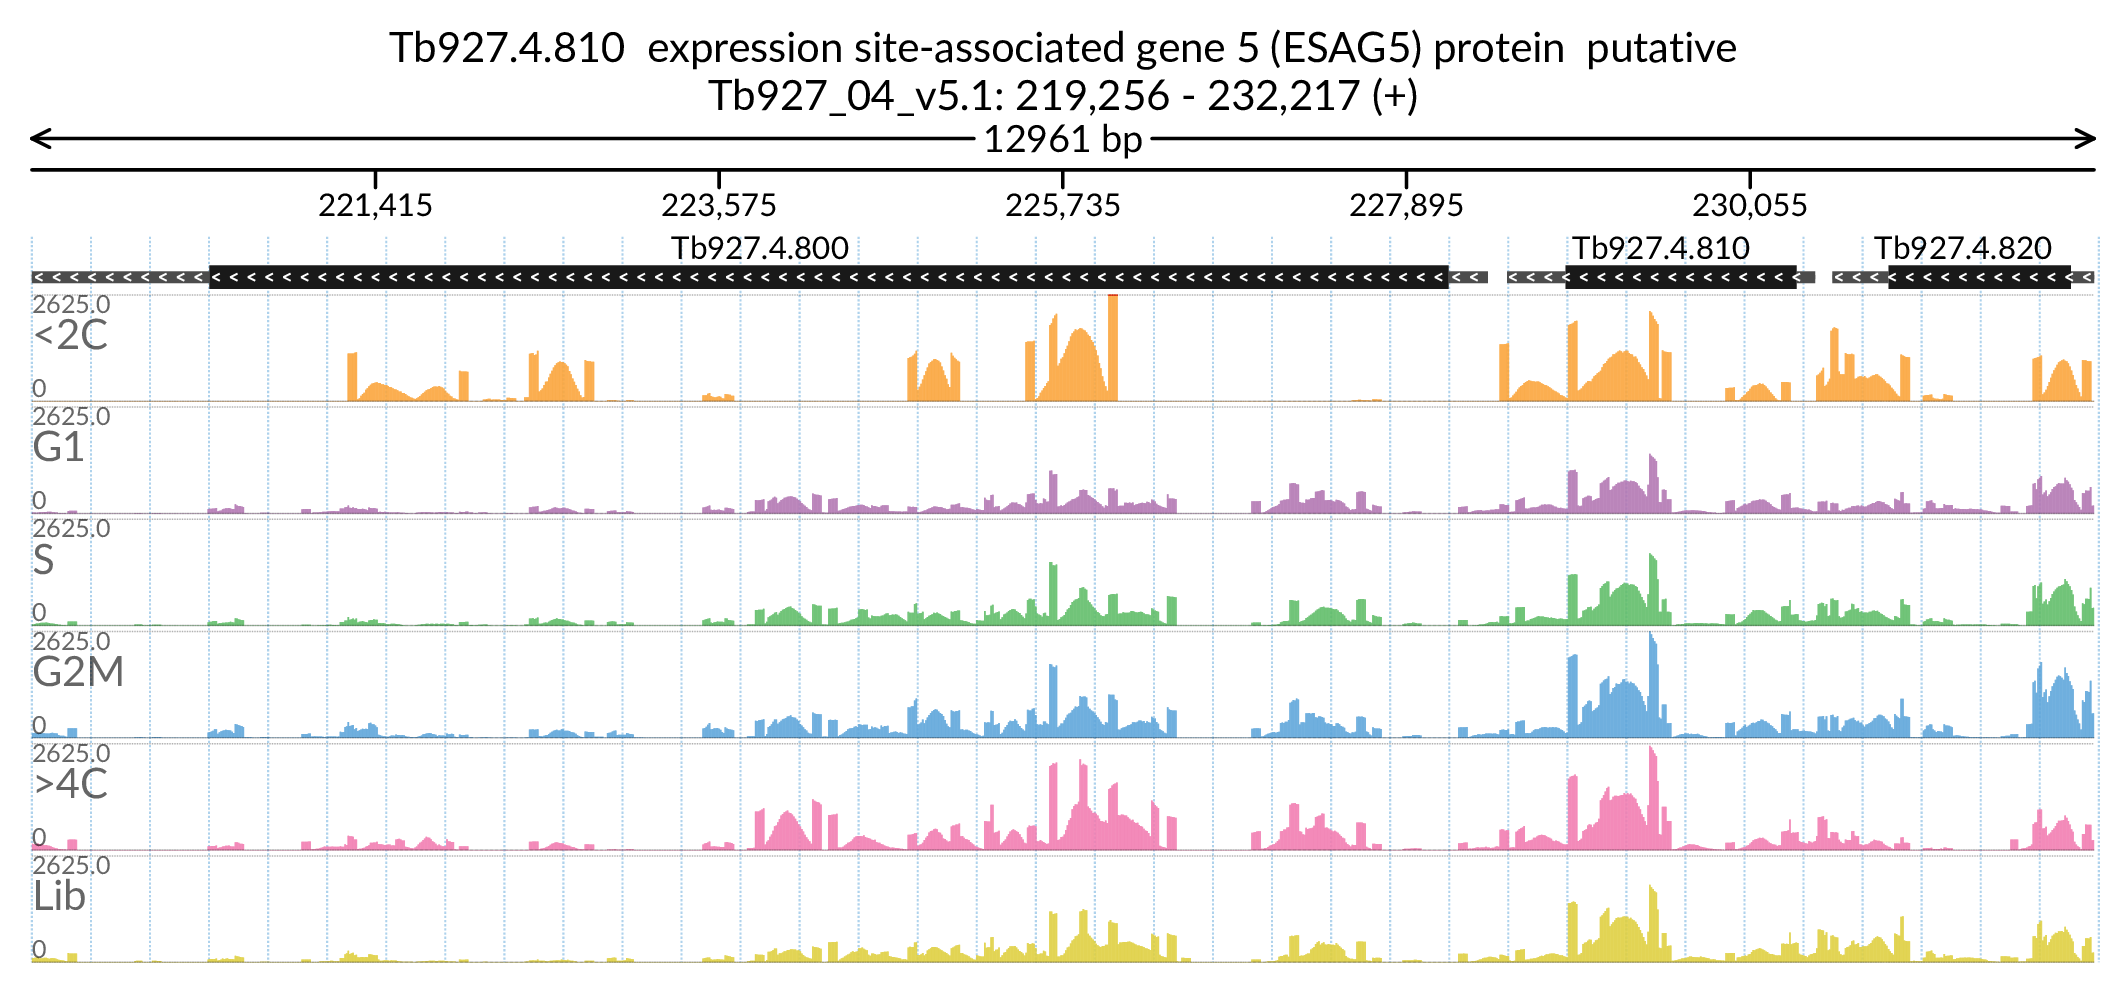 Tb927.4.810  expression site-associated gene 5 (ESAG5) protein  putative
Tb927_04_v5.1: 219,256 - 232,217 (+)
12961 bp
221,415 223,575 225,735 227,895 230,055
Tb927.4.800 Tb927.4.810 Tb927.4.820
2625.0
<2C
0
2625.0
G1
0
2625.0
S
0
2625.0
G2M
0
2625.0
>4C
0
2625.0
Lib
0